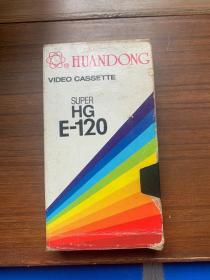 ® HUANDONG
VIDEO CASSETTE
SUPER
HG
E-120